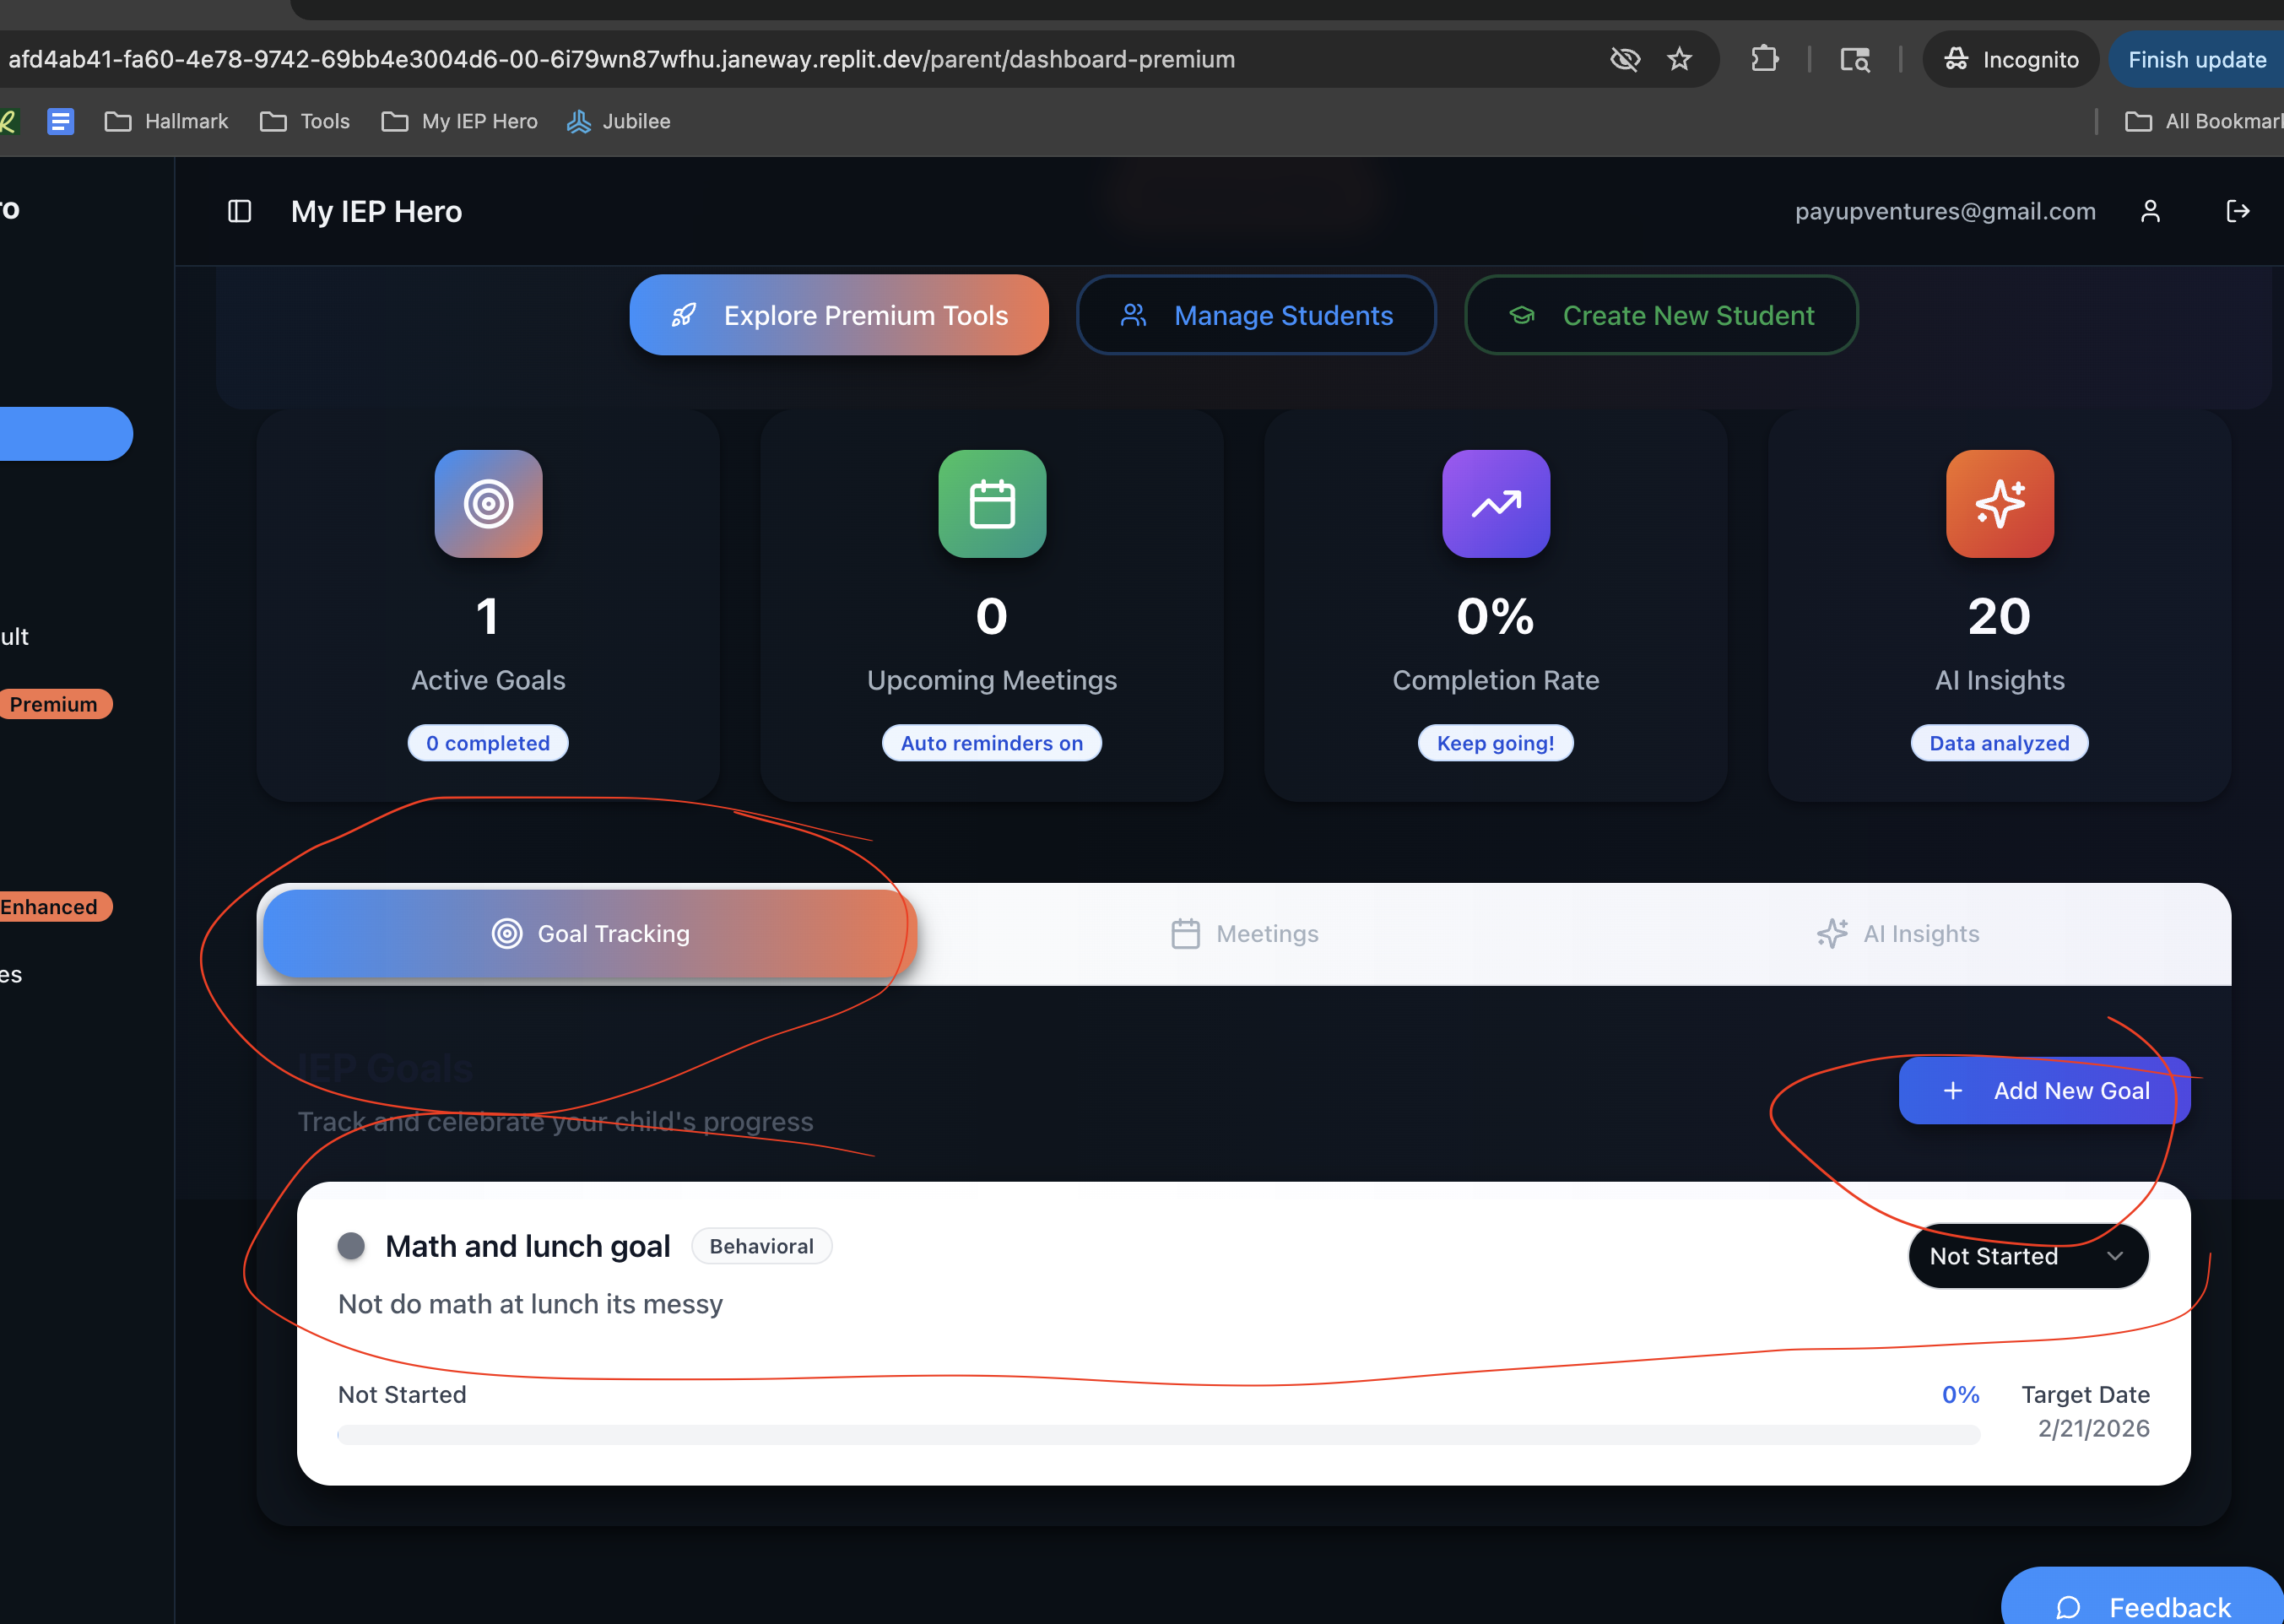 afd4ab41-fa60-4e78-9742-69bb4e3004d6-00-6i79wn87wfhu.janeway.replit.dev/parent/dashboard-premium
Incognito
Finish update
Hallmark
Tools
My IEP Hero
Jubilee
All Bookmark
ro
My IEP Hero
payupventures@gmail.com
Explore Premium Tools
Manage Students
Create New Student
1
0
0%
20
Active Goals
Upcoming Meetings
Completion Rate
AI Insights
0 completed
Auto reminders on
Keep going!
Data analyzed
ult
Premium
Enhanced
es
Goal Tracking
Meetings
AI Insights
IEP Goals
Track and celebrate your child's progress
+ Add New Goal
Math and lunch goal
Behavioral
Not Started
Not do math at lunch its messy
Not Started
0%
Target Date
2/21/2026
Feedback